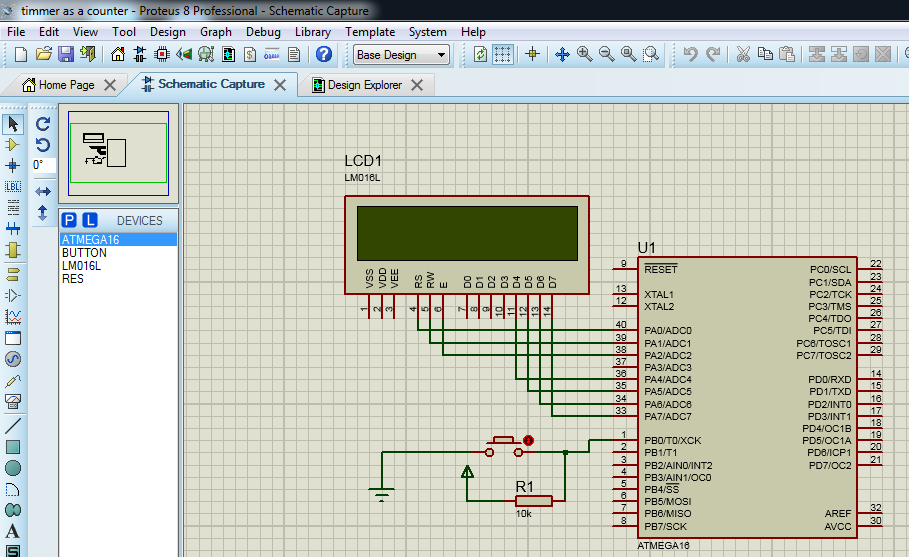 timmer as a counter - Proteus 8 Professional - Schematic Capture
File Edit View Tool Design Graph Debug Library Template System Help
Base Design
Home Page Schematic Capture Design Explorer
0°
LBL
P L DEVICES
ATMEGA16
BUTTON
LM016L
RES
A
S
LCD1
LM016L
VSS VDD VEE RS RW E D0 D1 D2 D3 D4 D5 D6 D7
1 2 3 4 5 6 7 8 9 10 11 12 13 14
U1
9 RESET PC0/SCL 22
PC1/SDA 23
13 XTAL1 PC2/TCK 24
12 XTAL2 PC3/TMS 25
PC4/TDO 26
40 PA0/ADC0 PC5/TDI 27
39 PA1/ADC1 PC6/TOSC1 28
38 PA2/ADC2 PC7/TOSC2 29
37 PA3/ADC3
36 PA4/ADC4 PD0/RXD 14
35 PA5/ADC5 PD1/TXD 15
34 PA6/ADC6 PD2/INT0 16
33 PA7/ADC7 PD3/INT1 17
PD4/OC1B 18
1 PB0/T0/XCK PD5/OC1A 19
2 PB1/T1 PD6/ICP1 20
3 PB2/AIN0/INT2 PD7/OC2 21
4 PB3/AIN1/OC0
5 PB4/SS
6 PB5/MOSI
7 PB6/MISO AREF 32
8 PB7/SCK AVCC 30
ATMEGA16
R1
10k